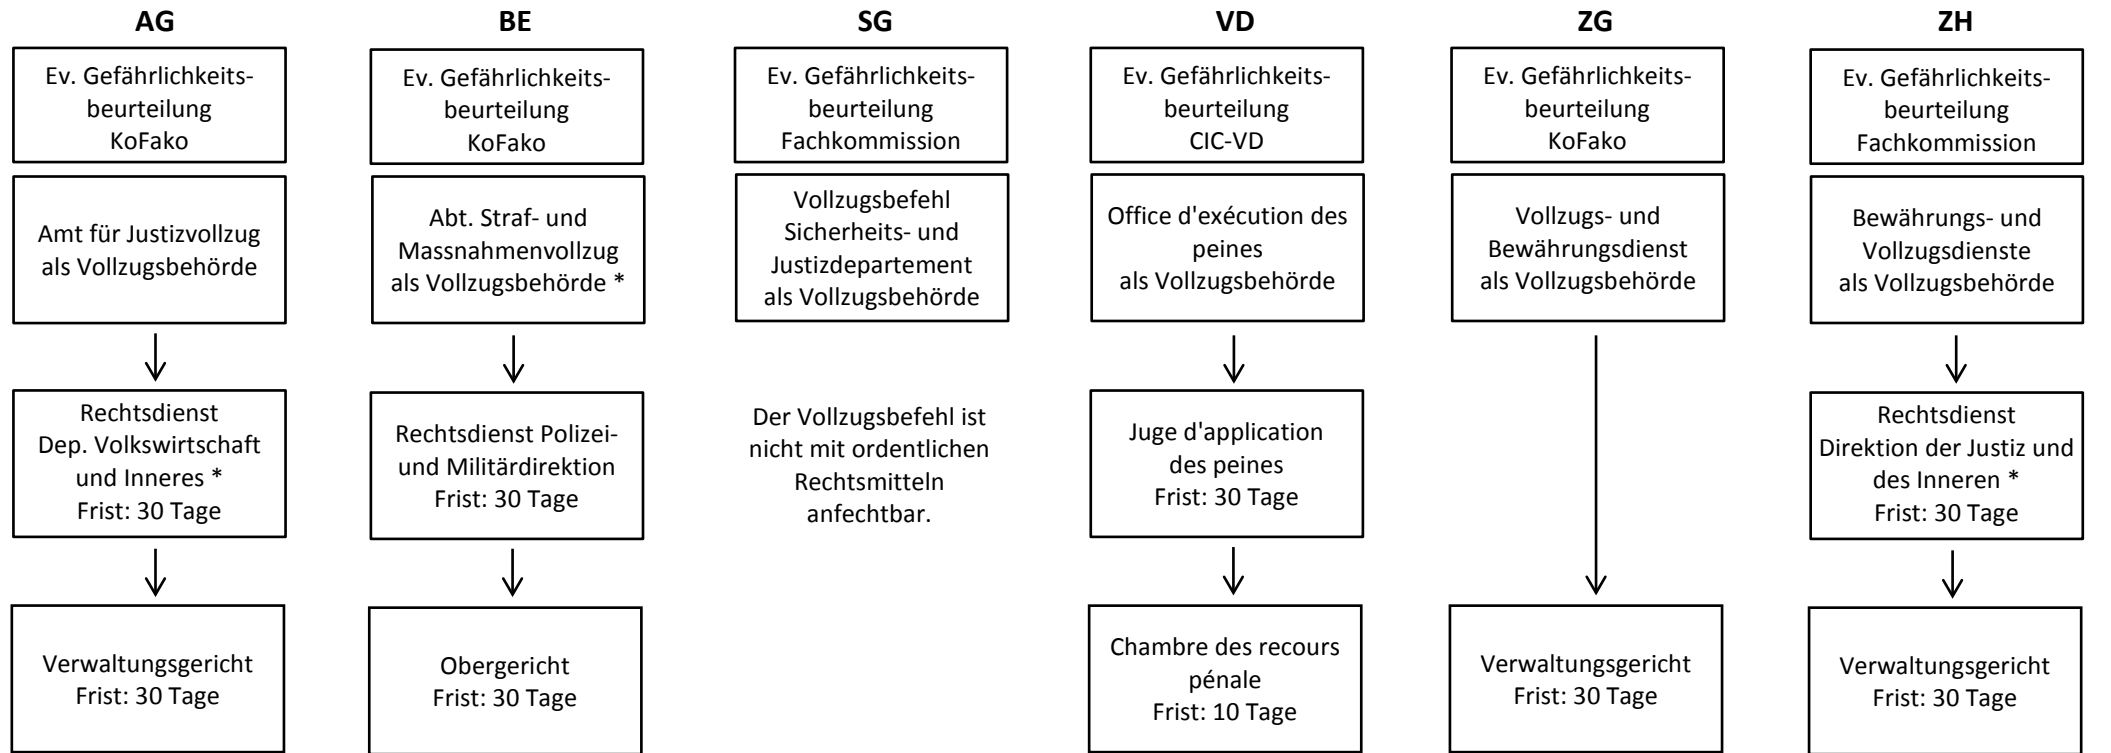 AG
Ev. Gefährlichkeits-
beurteilung
KoFako
Amt für Justizvollzug
als Vollzugsbehörde
Rechtsdienst
Dep. Volkswirtschaft
und Inneres *
Frist: 30 Tage
Verwaltungsgericht
Frist: 30 Tage
BE
Ev. Gefährlichkeits-
beurteilung
KoFako
Abt. Straf- und
Massnahmenvollzug
als Vollzugsbehörde *
Rechtsdienst Polizei-
und Militärdirektion
Frist: 30 Tage
Obergericht
Frist: 30 Tage
SG
Ev. Gefährlichkeits-
beurteilung
Fachkommission
Vollzugsbefehl
Sicherheits- und
Justizdepartement
als Vollzugsbehörde
Der Vollzugsbefehl ist
nicht mit ordentlichen
Rechtsmitteln
anfechtbar.
VD
Ev. Gefährlichkeits-
beurteilung
CIC-VD
Office d'exécution des
peines
als Vollzugsbehörde
Juge d'application
des peines
Frist: 30 Tage
Chambre des recours
pénale
Frist: 10 Tage
ZG
Ev. Gefährlichkeits-
beurteilung
KoFako
Vollzugs- und
Bewährungsdienst
als Vollzugsbehörde
Verwaltungsgericht
Frist: 30 Tage
ZH
Ev. Gefährlichkeits-
beurteilung
Fachkommission
Bewährungs- und
Vollzugsdienste
als Vollzugsbehörde
Rechtsdienst
Direktion der Justiz und
des Inneren *
Frist: 30 Tage
Verwaltungsgericht
Frist: 30 Tage